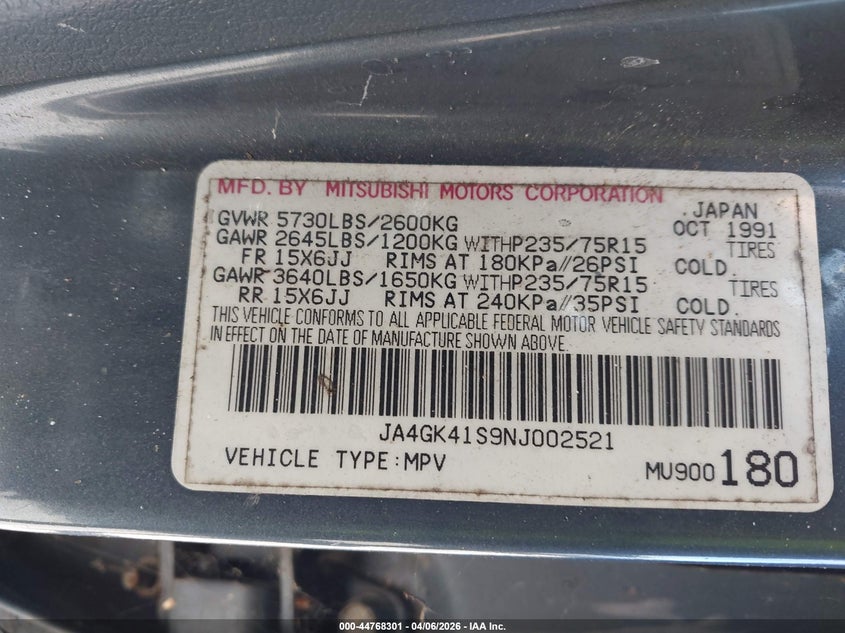 MFD. BY MITSUBISHI MOTORS CORPORATION
JAPAN
GVWR 5730LBS/2600KG OCT 1991
GAWR 2645LBS/1200KG WITHP235/75R15 TIRES
FR 15X6JJ RIMS AT 180KPa//26PSI COLD.
GAWR 3640LBS/1650KG WITHP235/75R15 TIRES
RR 15X6JJ RIMS AT 240KPa//35PSI COLD.
THIS VEHICLE CONFORMS TO ALL APPLICABLE FEDERAL MOTOR VEHICLE SAFETY STANDARDS
IN EFFECT ON THE DATE OF MANUFACTURE SHOWN ABOVE.
JA4GK41S9NJ002521
VEHICLE TYPE:MPV MU900180
000-44768301 - 04/06/2026 - IAA Inc.